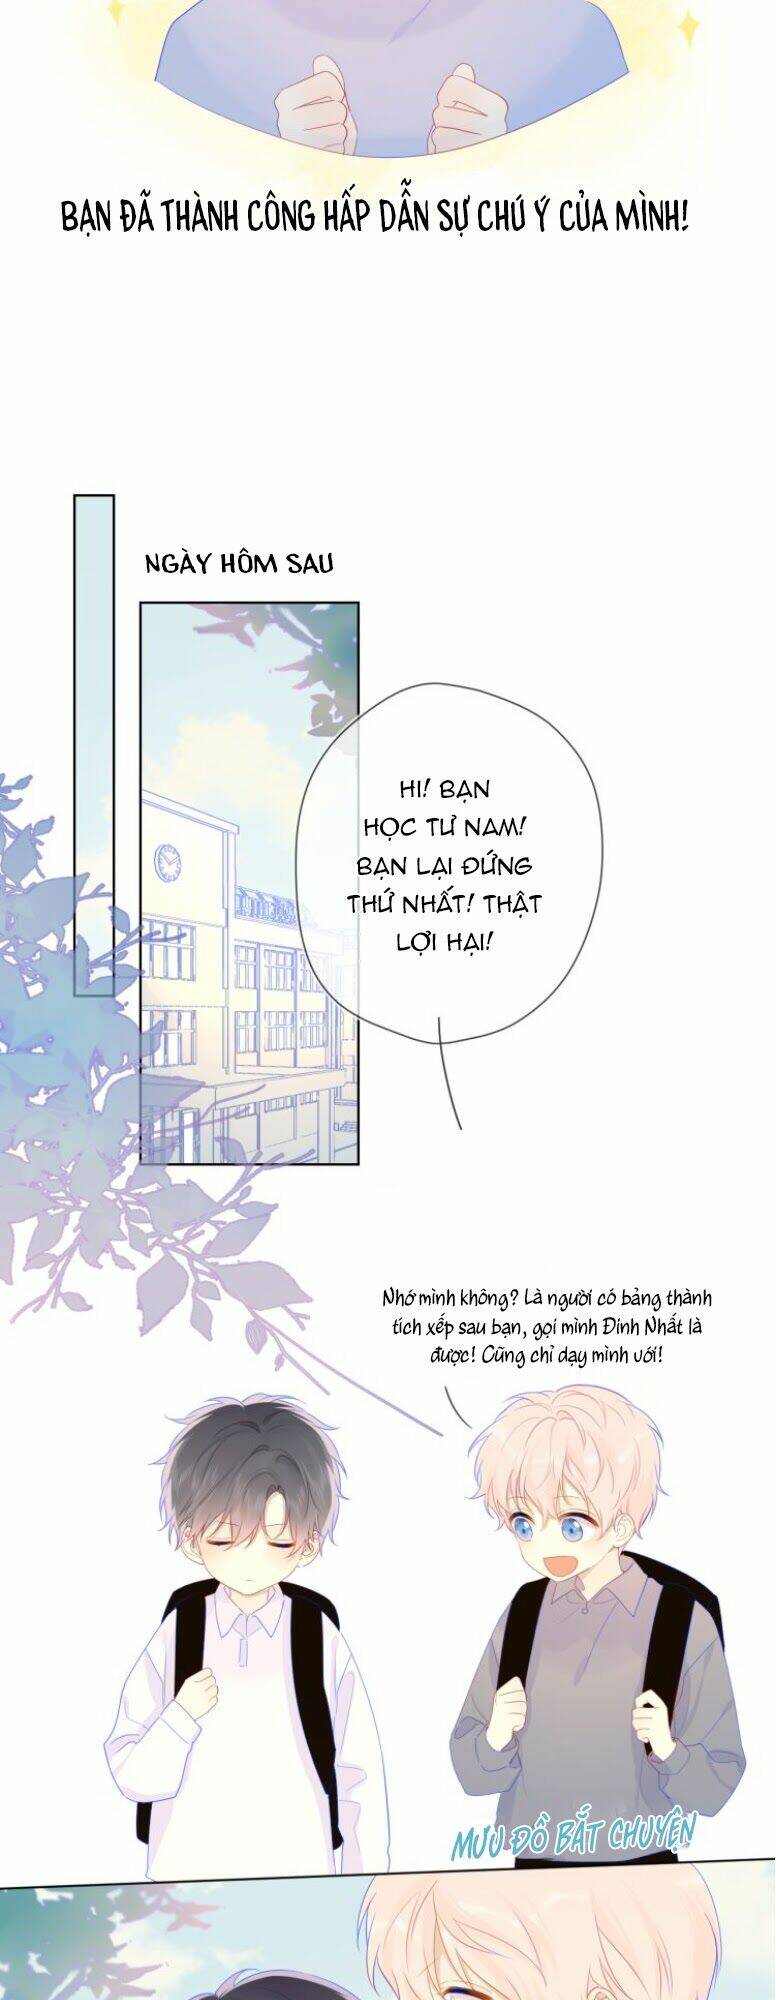 BẠN ĐÃ THÀNH CÔNG HẤP DẪN SỰ CHÚ Ý CỦA MÌNH!
NGÀY HÔM SAU
HI! BẠN
HỌC TƯ NAM!
BẠN LẠI ĐỨNG
THỨ NHẤT! THẬT
LỢI HẠI!
Nhớ mình không? Là người có bảng thành
tích xếp sau bạn, gọi mình Đính Nhất là
được! Cũng chỉ dạy mình với!
MƯU ĐỒ BẮT CHUYỆN